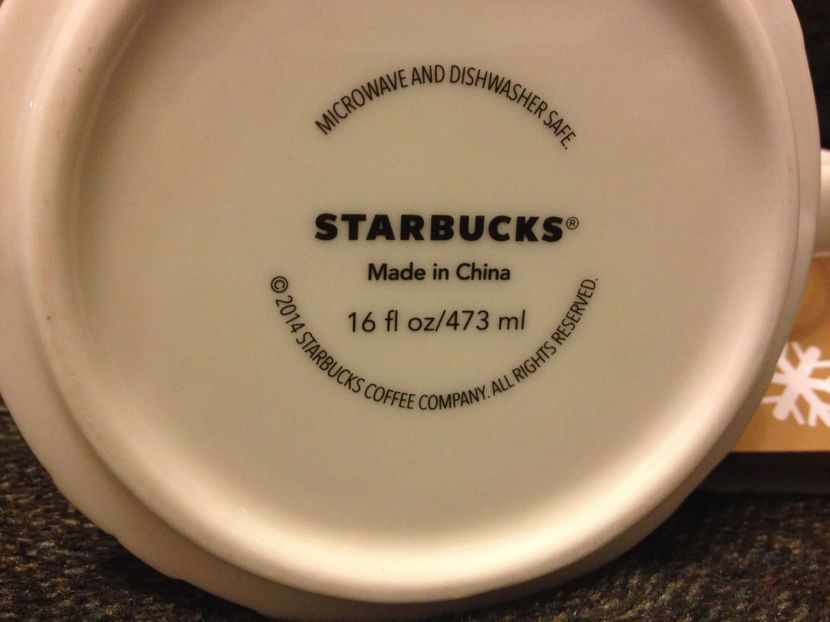 MICROWAVE AND DISHWASHER SAFE.
STARBUCKS®
Made in China
16 fl oz/473 ml
© 2014 STARBUCKS COFFEE COMPANY. ALL RIGHTS RESERVED.